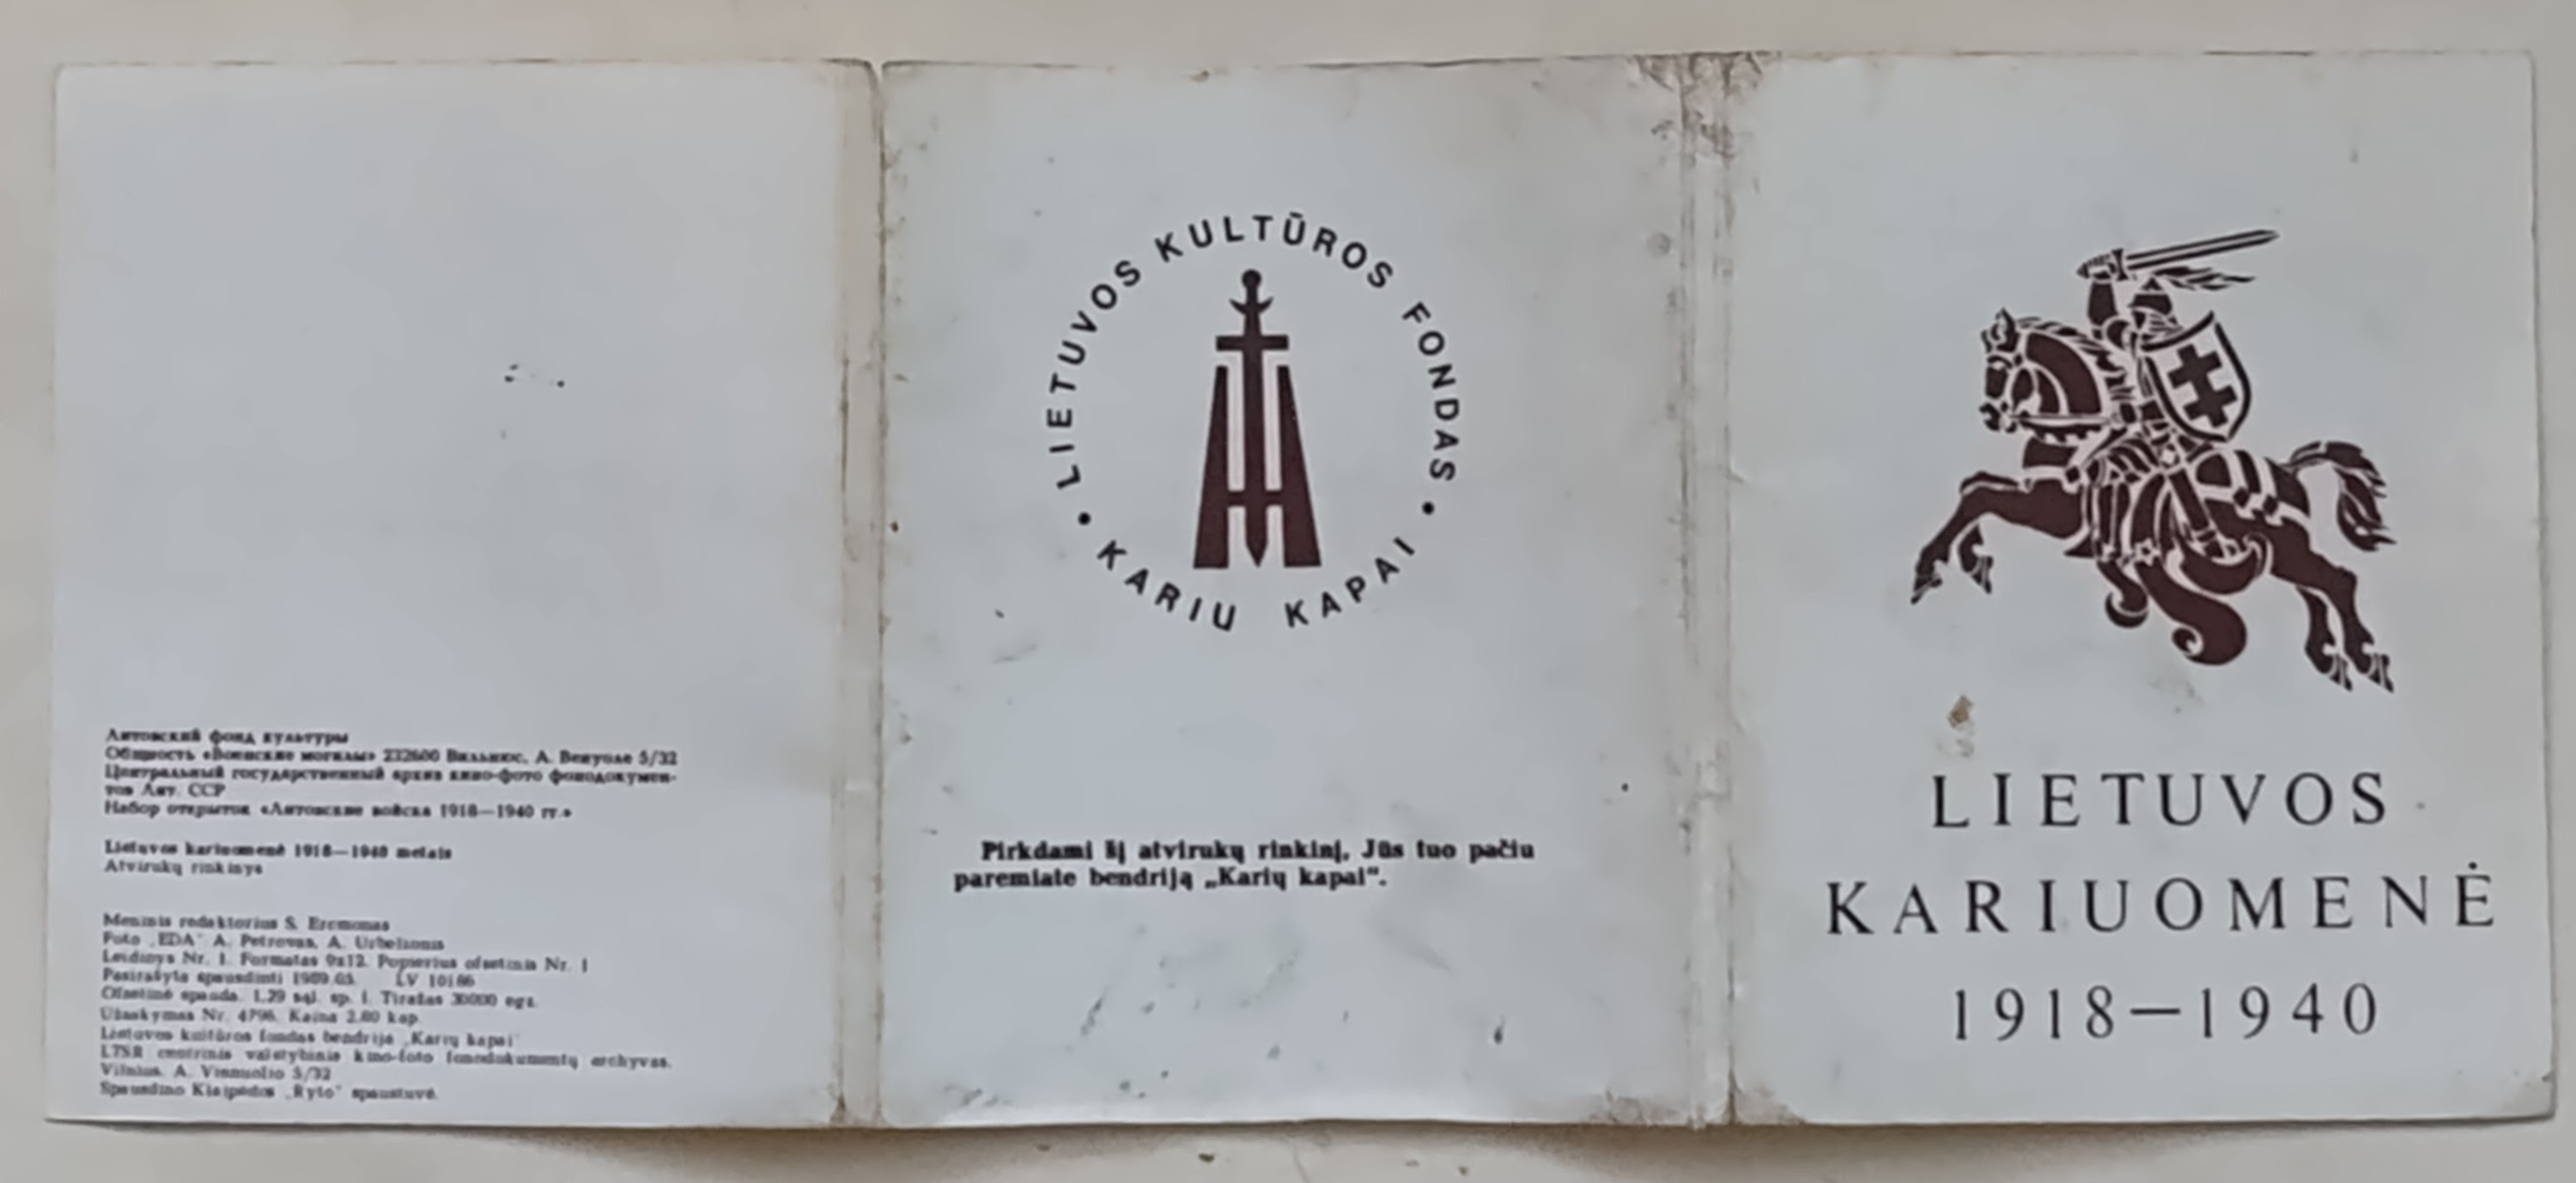 Литовский фонд культуры
Общность «Воинские могилы» 232600 Вильнюс, А. Венуоле 5/32
Центральный государственный архив кино-фото фонодокумен-
тов Лит. ССР
Набор открыток «Литовские войска 1918—1940 гг.»
Lietuvos kariuomenė 1918—1940 metais
Atvirukų rinkinys
Meninis redaktorius S. Eremonas
Foto „EDA“ A. Petrovas, A. Urbelionis
Leidinys Nr. 1. Formatas 9x12. Popierius ofsetinis Nr. 1
Pasirašyta spausdinti 1989.05. LV 10166
Ofsetinė spauda. 1,29 sąl. sp. l. Tiražas 30000 egz.
Užsakymas Nr. 4796. Kaina 2.80 kap.
Lietuvos kultūros fondas bendrija „Karių kapai“
LTSR centrinis valstybinis kino-foto fonodokumentų archyvas.
Vilnius, A. Vienuolio 5/32
Spausdino Klaipėdos „Ryto“ spaustuvė.
LIETUVOS KULTŪROS FONDAS
• KARIU KAPAI •
Pirkdami šį atvirukų rinkinį, Jūs tuo pačiu
paremiate bendriją „Karių kapai“.
LIETUVOS
KARIUOMENĖ
1918—1940